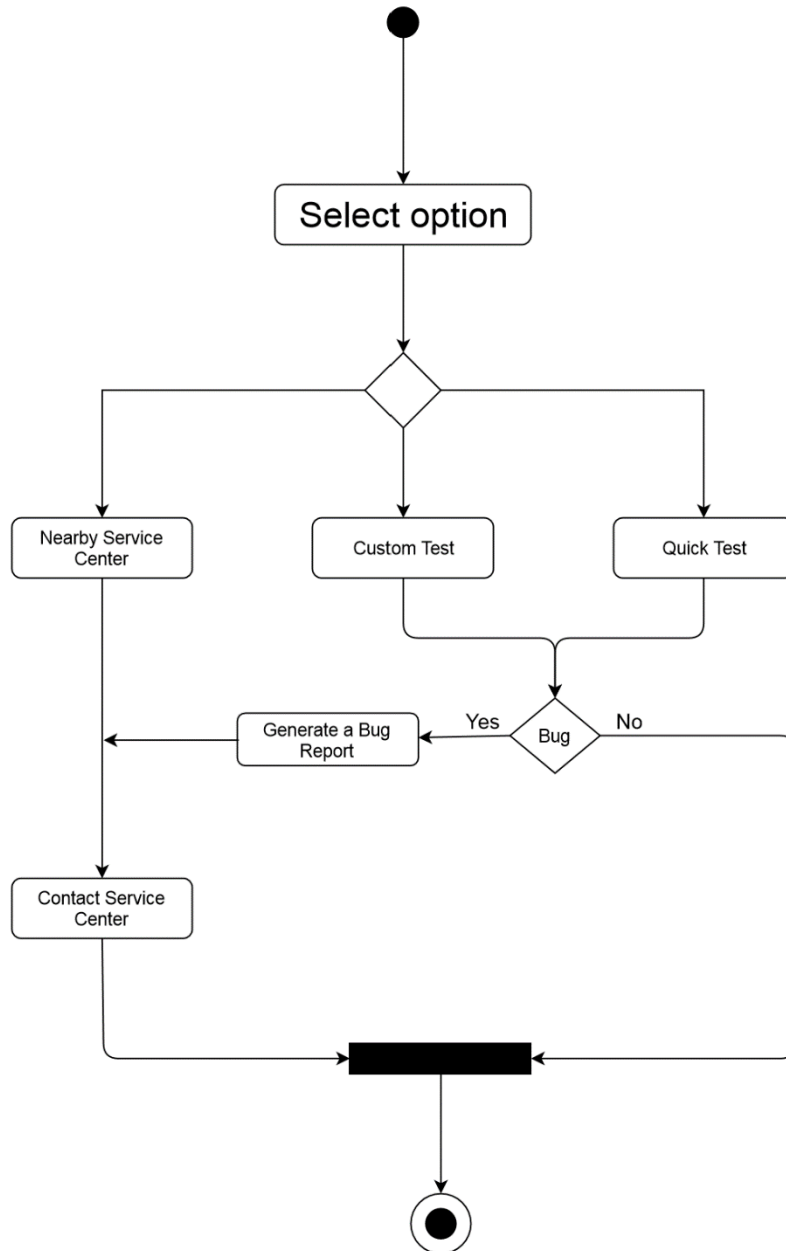 Select option
Nearby Service
Center
Custom Test
Quick Test
Generate a Bug
Report
Yes
Bug
No
Contact Service
Center